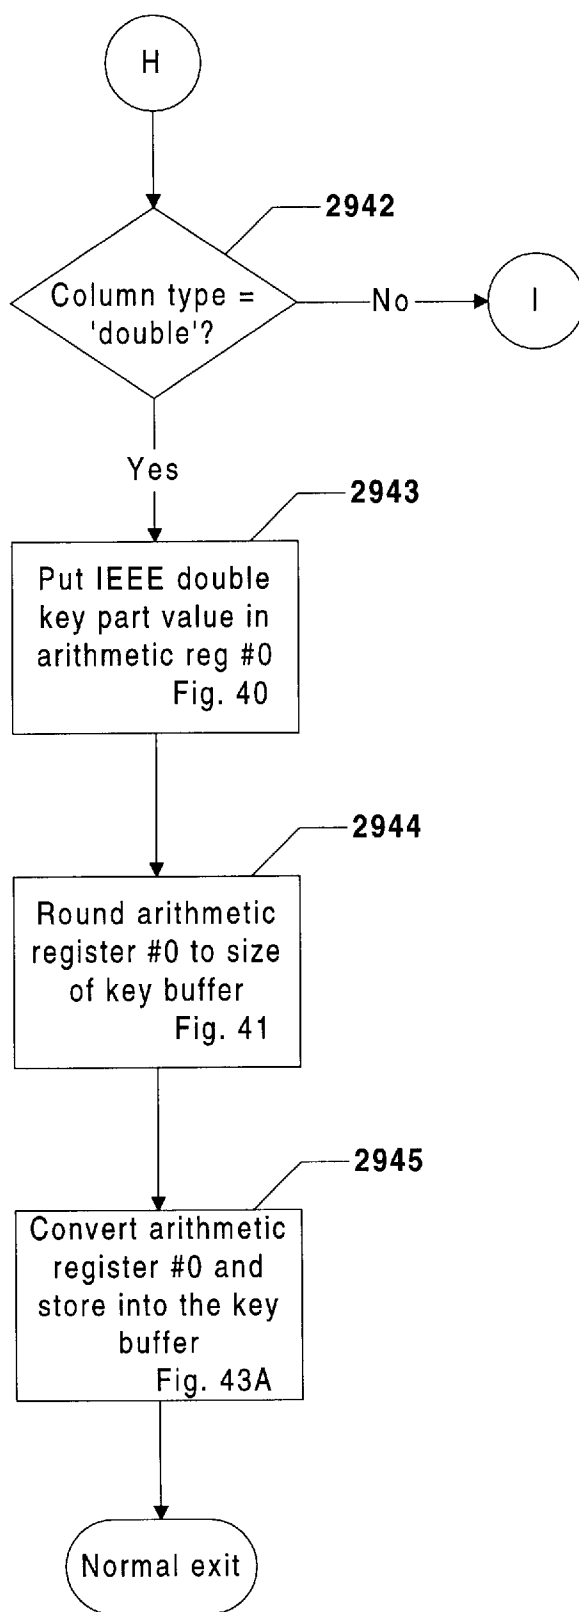 H
2942
Column type =
'double'?
No
I
Yes
2943
Put IEEE double
key part value in
arithmetic reg #0
Fig. 40
2944
Round arithmetic
register #0 to size
of key buffer
Fig. 41
2945
Convert arithmetic
register #0 and
store into the key
buffer
Fig. 43A
Normal exit